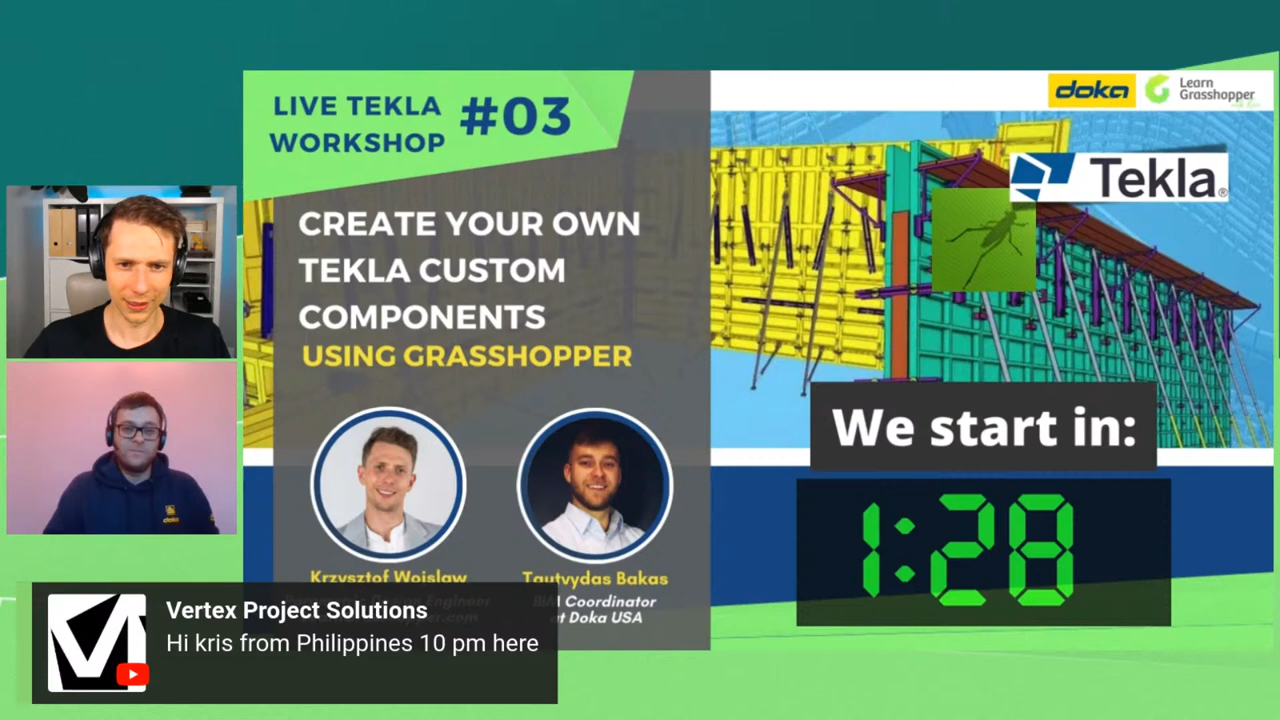 LIVE TEKLA
WORKSHOP
#03
CREATE YOUR OWN
TEKLA CUSTOM
COMPONENTS
USING GRASSHOPPER
Krzysztof Wojslaw
Tautvydas Bakas
BIM Coordinator
at Doka USA
doka
Learn
Grasshopper
Tekla®
We start in:
1:28
doka
Vertex Project Solutions
Hi kris from Philippines 10 pm here